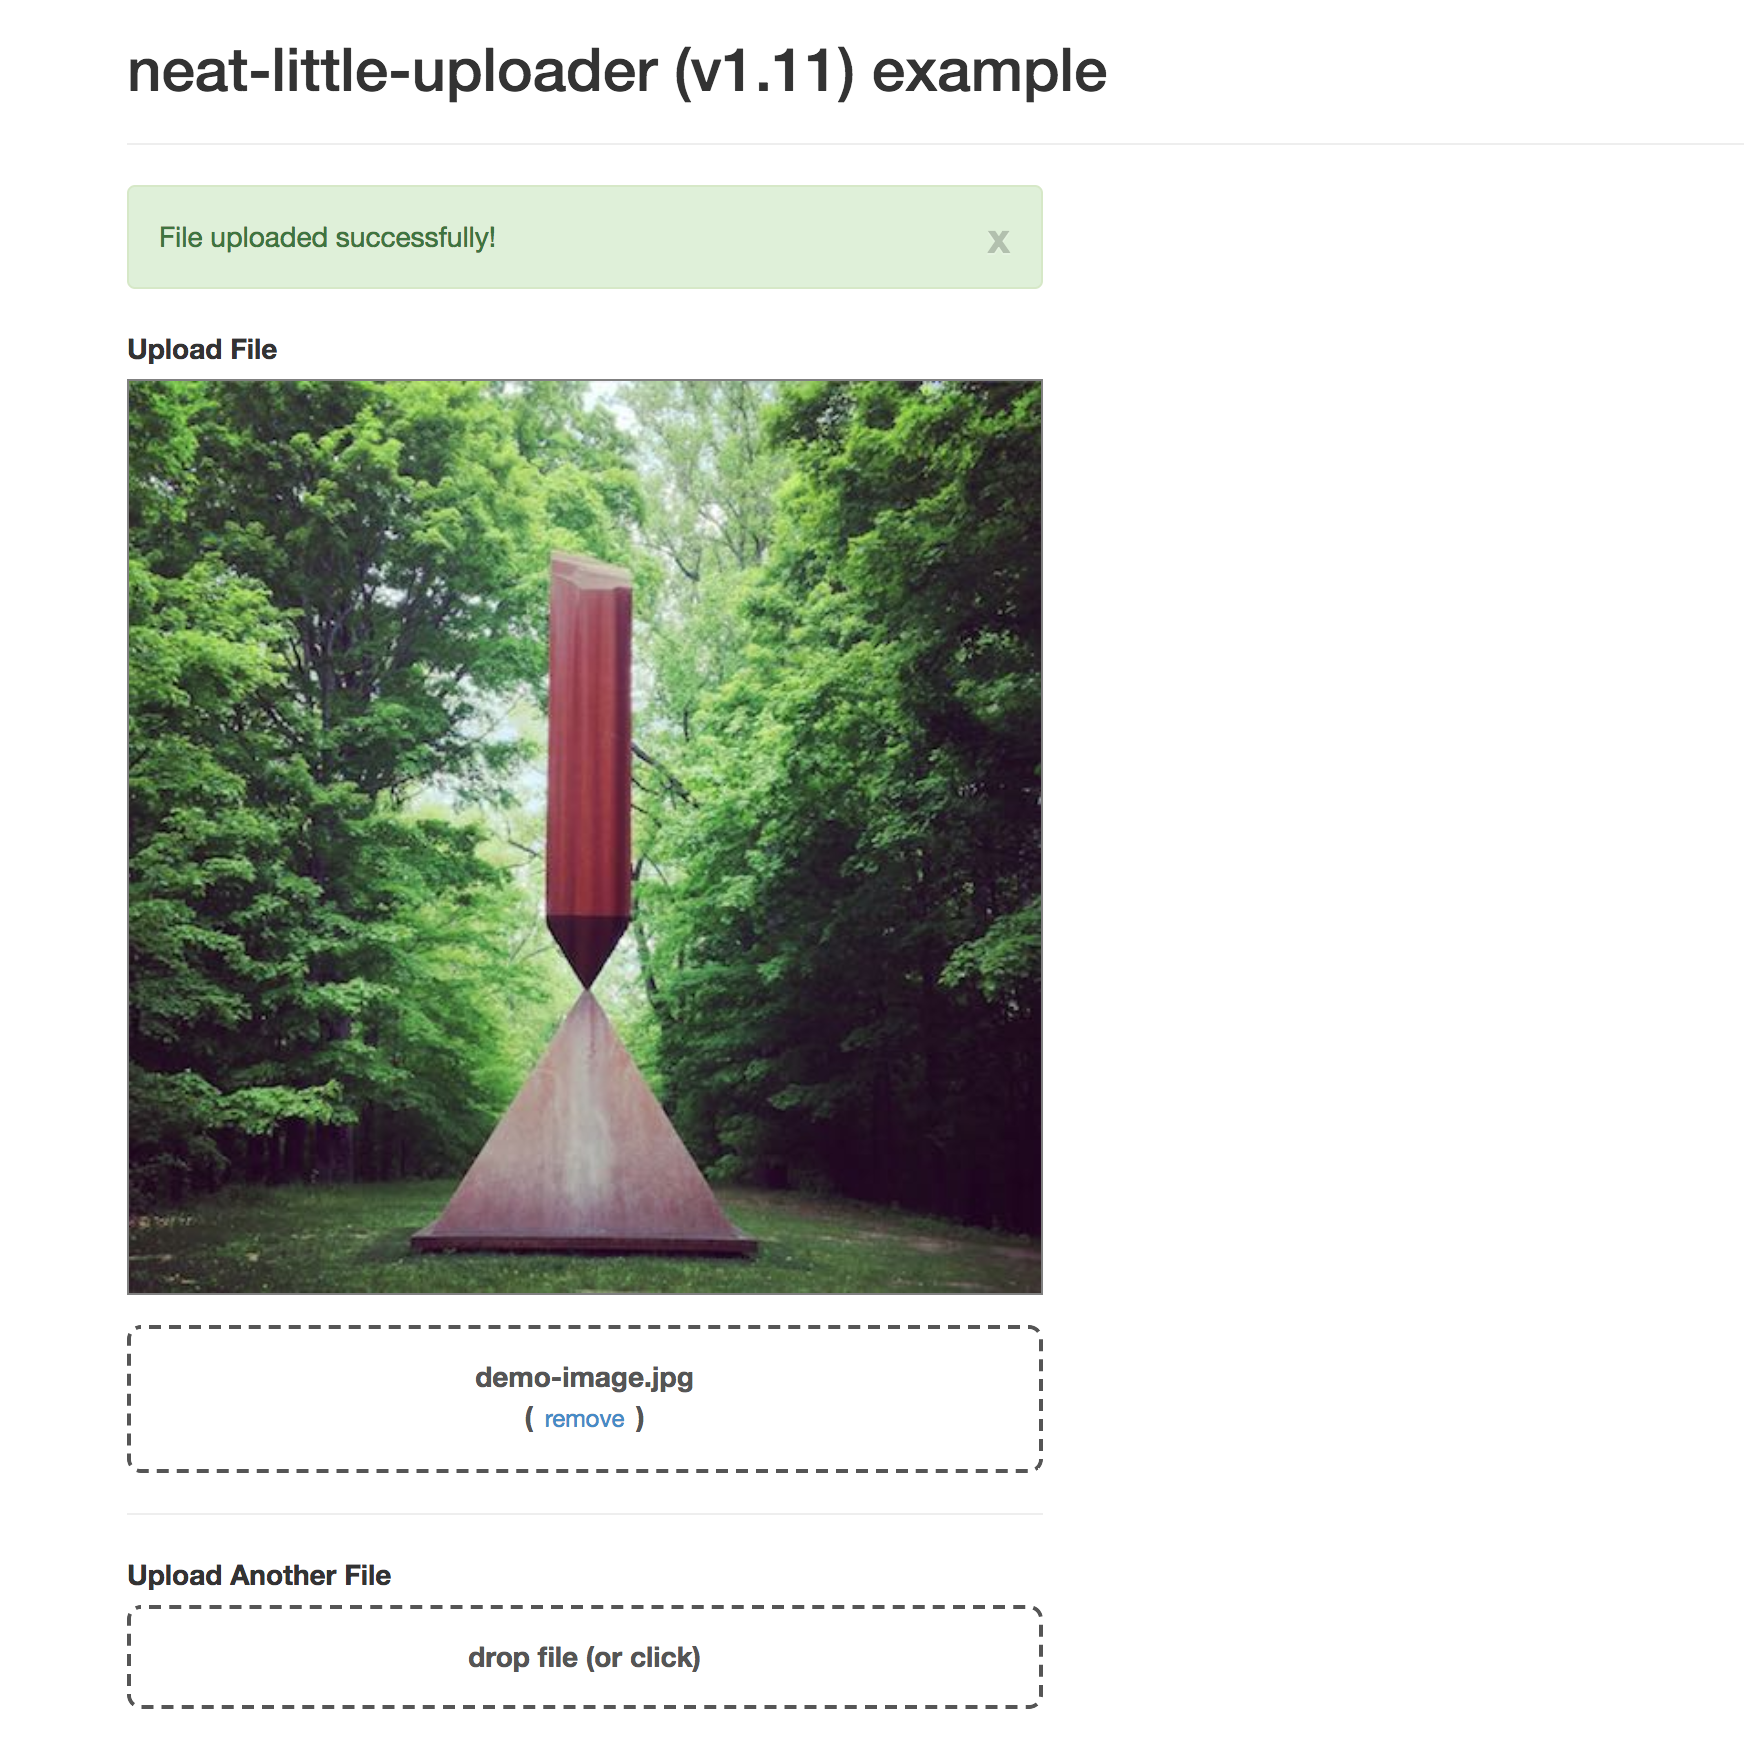 neat-little-uploader (v1.11) example
File uploaded successfully!
x
Upload File
demo-image.jpg
( remove )
Upload Another File
drop file (or click)